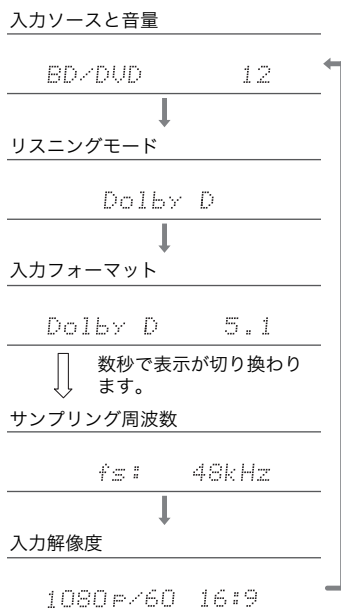 入力ソースと音量
BD/DVD 12
リスニングモード
Dolby D
入力フォーマット
Dolby D 5.1
数秒で表示が切り換わり
ます。
サンプリング周波数
fs: 48kHz
入力解像度
1080p/60 16:9